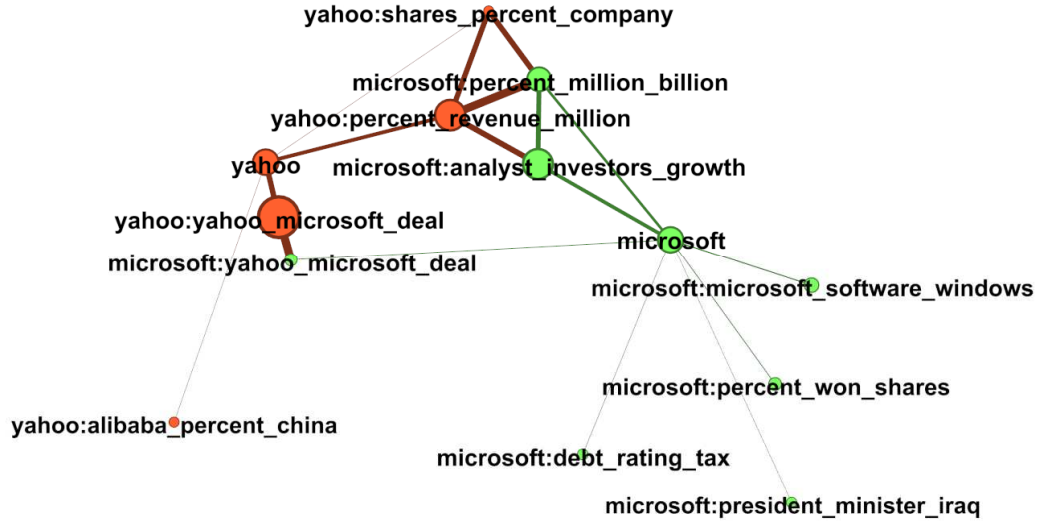 yahoo:shares_percent_company
microsoft:percent_million_billion
yahoo:percent_revenue_million
yahoo
microsoft:analyst_investors_growth
yahoo:yahoo_microsoft_deal
microsoft
microsoft:yahoo_microsoft_deal
microsoft:microsoft_software_windows
microsoft:percent_won_shares
yahoo:alibaba_percent_china
microsoft:debt_rating_tax
microsoft:president_minister_iraq